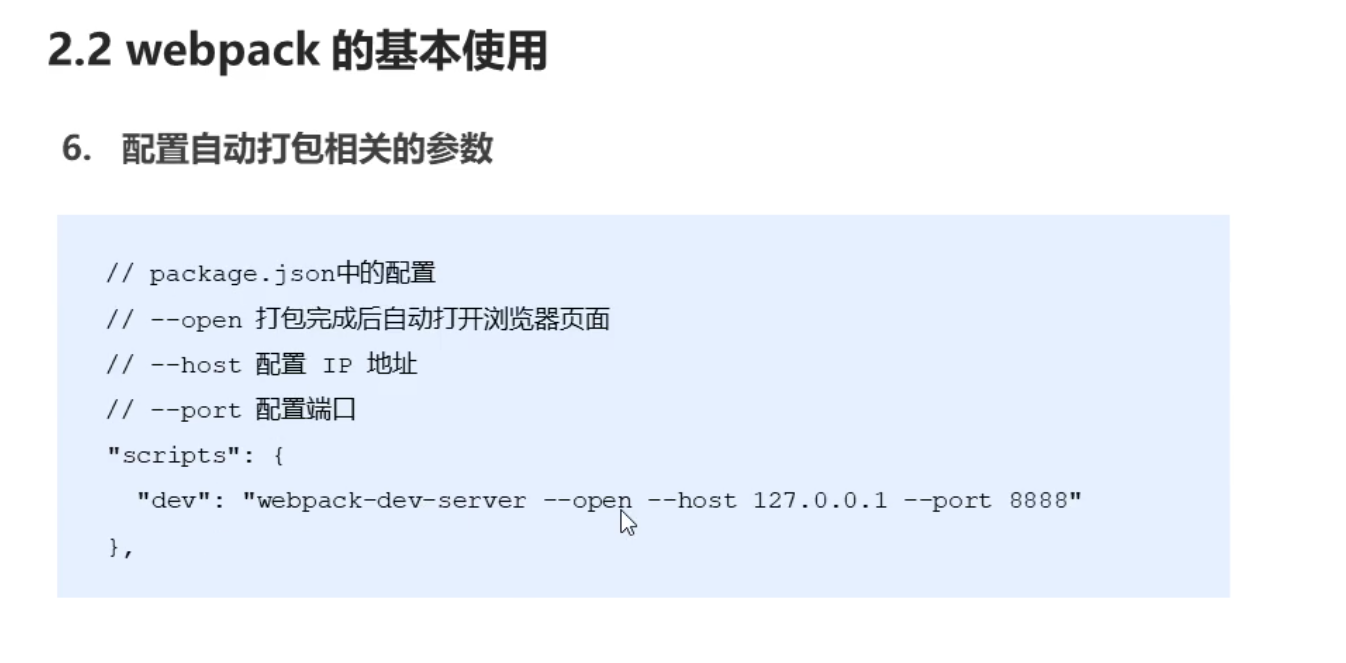 2.2 webpack 的基本使用
6. 配置自动打包相关的参数
// package.json中的配置
// --open 打包完成后自动打开浏览器页面
// --host 配置 IP 地址
// --port 配置端口
"scripts": {
"dev": "webpack-dev-server --open --host 127.0.0.1 --port 8888"
},